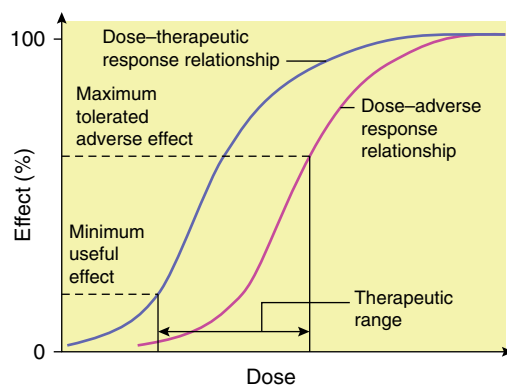 100
Dose–therapeutic
response relationship
Maximum
tolerated
adverse effect
Dose–adverse
response
relationship
Effect (%)
Minimum
useful
effect
Therapeutic
range
0
Dose